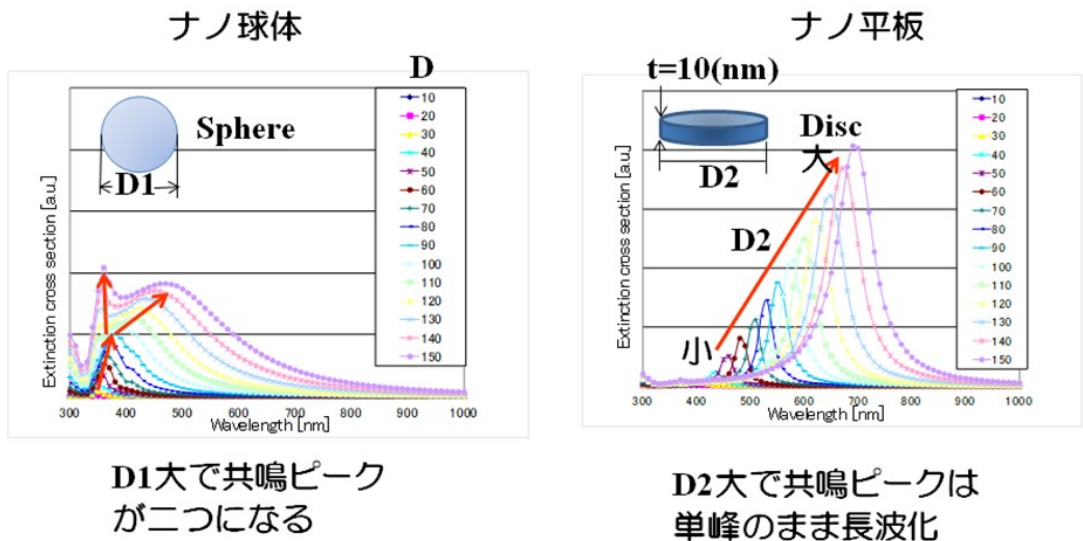 ナノ球体
D
Sphere
D1
Extinction cross section [a.u.]
10
20
30
40
50
60
70
80
90
100
110
120
130
140
150
300 400 500 600 700 800 900 1000
Wavelength [nm]
D1大で共鳴ピーク
が二つになる
ナノ平板
t=10(nm)
Disc
大
D2
D2
小
Extinction cross section [a.u.]
10
20
30
40
50
60
70
80
90
100
110
120
130
140
150
300 400 500 600 700 800 900 1000
Wavelength [nm]
D2大で共鳴ピークは
単峰のまま長波化